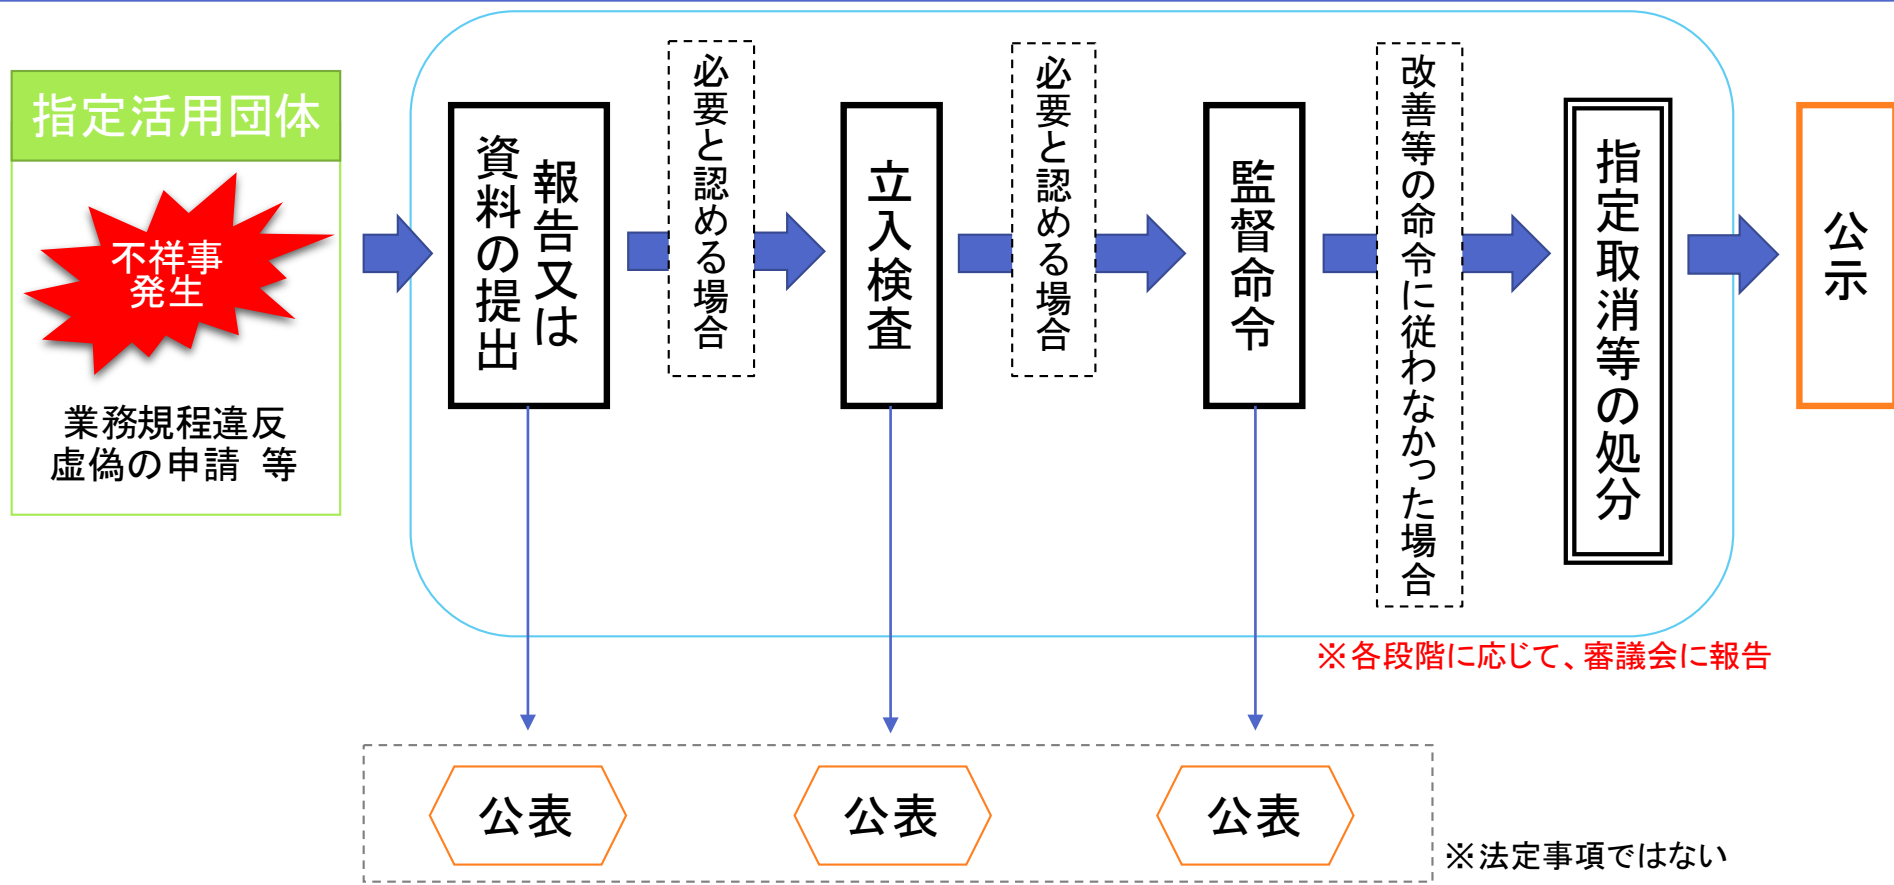 指定活用団体
不祥事
発生
業務規程違反
虚偽の申請　等
報告又は
資料の提出
必要と認める場合
立入検査
必要と認める場合
監督命令
改善等の命令に従わなかった場合
指定取消等の処分
公示
※各段階に応じて、審議会に報告
公表
公表
公表
※法定事項ではない